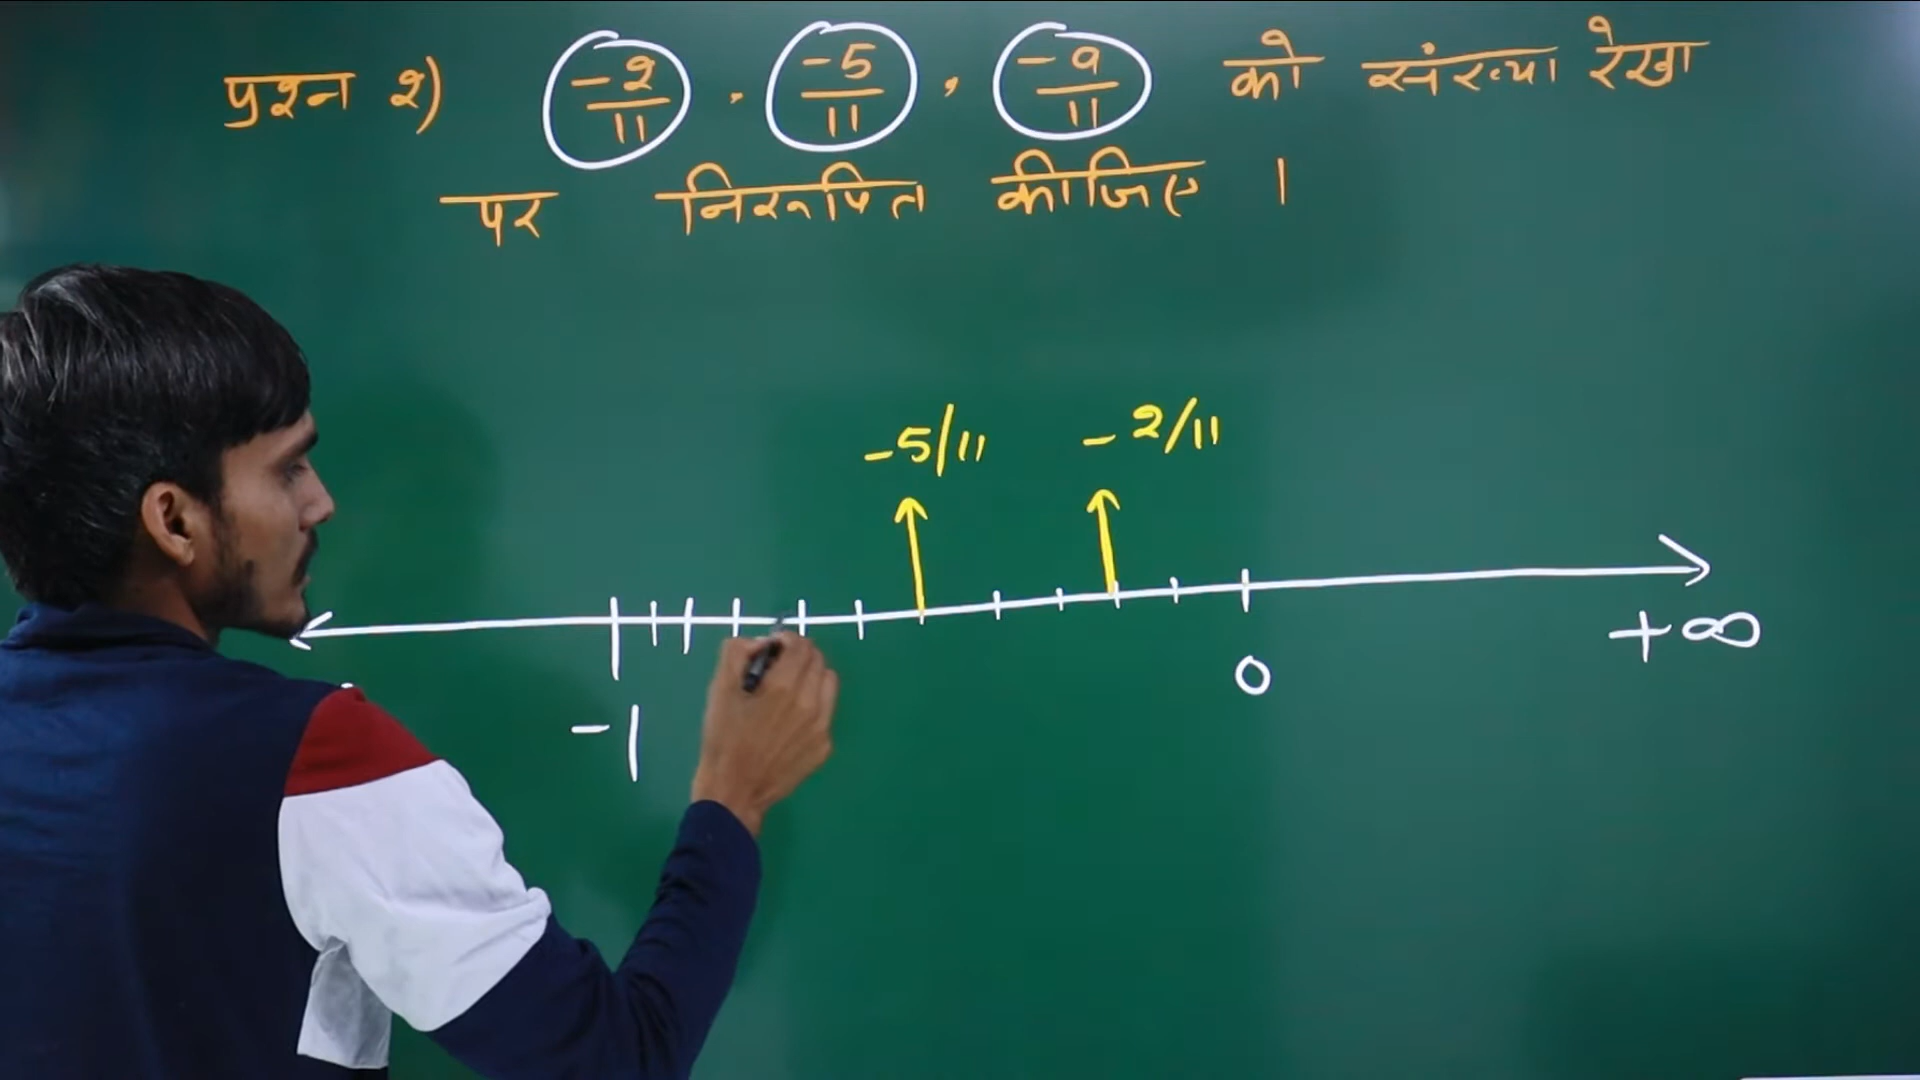 प्रश्न 2) -2/11, -5/11, -9/11 को संख्या रेखा
पर निरूपित कीजिए ।
-5/11 -2/11
-1 0 +∞